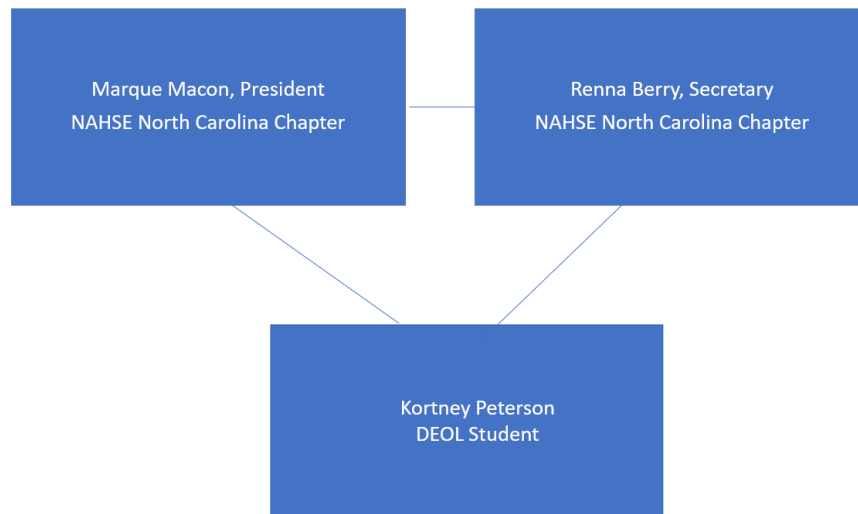 Marque Macon, President
NAHSE North Carolina Chapter
Renna Berry, Secretary
NAHSE North Carolina Chapter
Kortney Peterson
DEOL Student